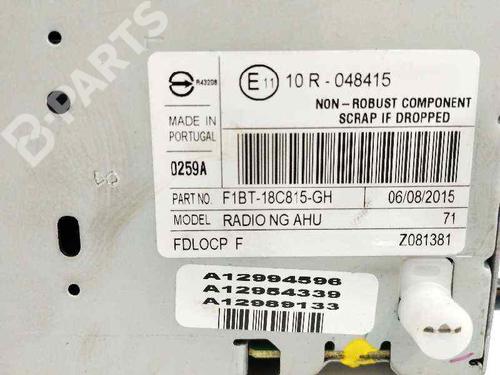 B-PARTS
R43208
E11 10 R - 048415
NON-ROBUST COMPONENT
SCRAP IF DROPPED
MADE IN
PORTUGAL
0259A
PART NO. F1BT-18C815-GH 06/08/2015
MODEL RADIO NG AHU 71
FDLOCP F Z081381
A12994596
A12954339
A12989133